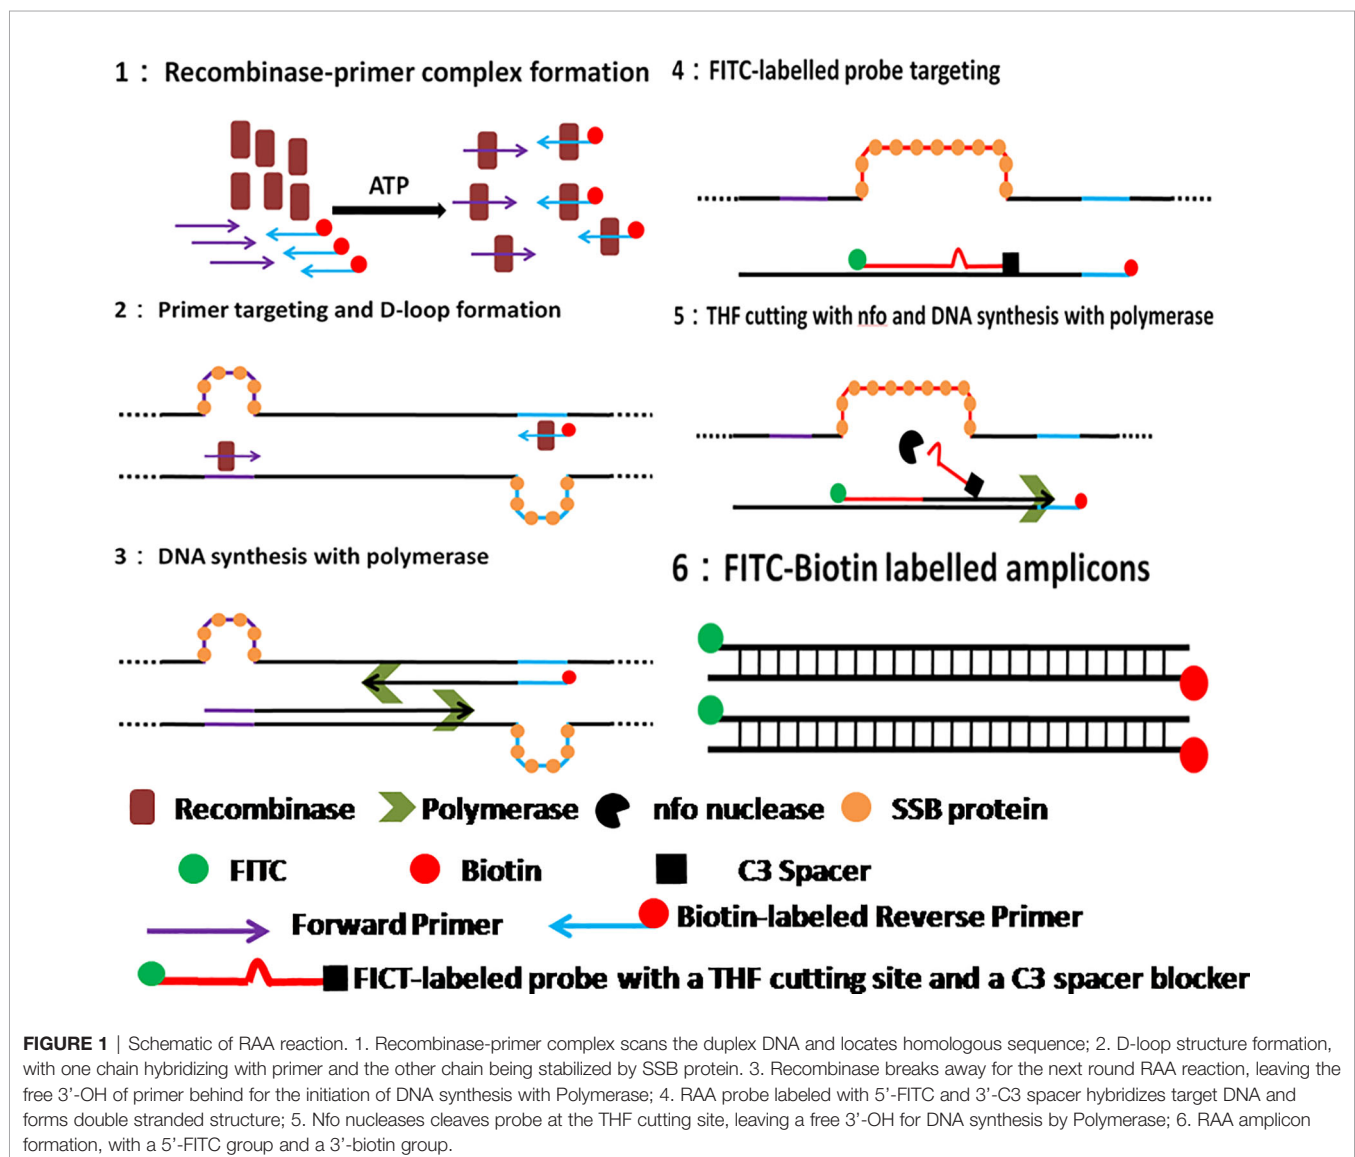 1 : Recombinase-primer complex formation
ATP
2 : Primer targeting and D-loop formation
3 : DNA synthesis with polymerase
4 : FITC-labelled probe targeting
5 : THF cutting with nfo and DNA synthesis with polymerase
6 : FITC-Biotin labelled amplicons
Recombinase Polymerase nfo nuclease SSB protein
FITC Biotin C3 Spacer
Forward Primer Biotin-labeled Reverse Primer
FICT-labeled probe with a THF cutting site and a C3 spacer blocker
FIGURE 1 | Schematic of RAA reaction. 1. Recombinase-primer complex scans the duplex DNA and locates homologous sequence; 2. D-loop structure formation,
with one chain hybridizing with primer and the other chain being stabilized by SSB protein. 3. Recombinase breaks away for the next round RAA reaction, leaving the
free 3’-OH of primer behind for the initiation of DNA synthesis with Polymerase; 4. RAA probe labeled with 5’-FITC and 3’-C3 spacer hybridizes target DNA and
forms double stranded structure; 5. Nfo nucleases cleaves probe at the THF cutting site, leaving a free 3’-OH for DNA synthesis by Polymerase; 6. RAA amplicon
formation, with a 5’-FITC group and a 3’-biotin group.